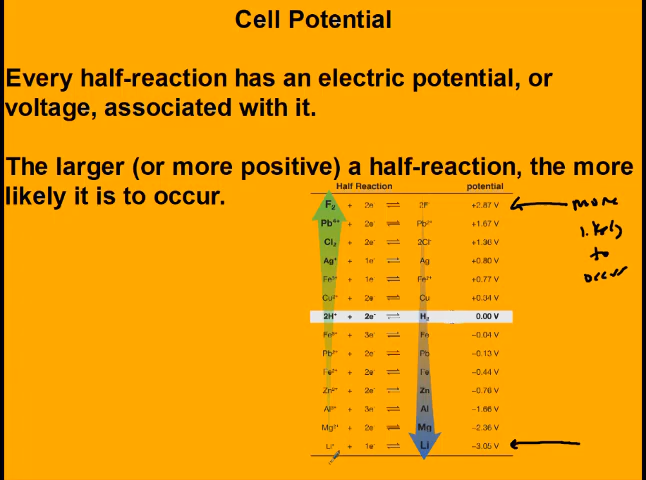 Cell Potential
Every half-reaction has an electric potential, or
voltage, associated with it.
The larger (or more positive) a half-reaction, the more
likely it is to occur.
Half Reaction potential
F₂ + 2e⁻ ⇌ 2F⁻ +2.87 V
Pb⁴⁺ + 2e⁻ ⇌ Pb²⁺ +1.67 V
Cl₂ + 2e⁻ ⇌ 2Cl⁻ +1.36 V
Ag⁺ + 1e⁻ ⇌ Ag +0.80 V
Fe³⁺ + 1e⁻ ⇌ Fe²⁺ +0.77 V
Cu²⁺ + 2e⁻ ⇌ Cu +0.34 V
2H⁺ + 2e⁻ ⇌ H₂ 0.00 V
Fe³⁺ + 3e⁻ ⇌ Fe -0.04 V
Pb²⁺ + 2e⁻ ⇌ Pb -0.13 V
Fe²⁺ + 2e⁻ ⇌ Fe -0.44 V
Zn²⁺ + 2e⁻ ⇌ Zn -0.76 V
Al³⁺ + 3e⁻ ⇌ Al -1.66 V
Mg²⁺ + 2e⁻ ⇌ Mg -2.36 V
Li⁺ + 1e⁻ ⇌ Li -3.05 V
more
likely
to
occur